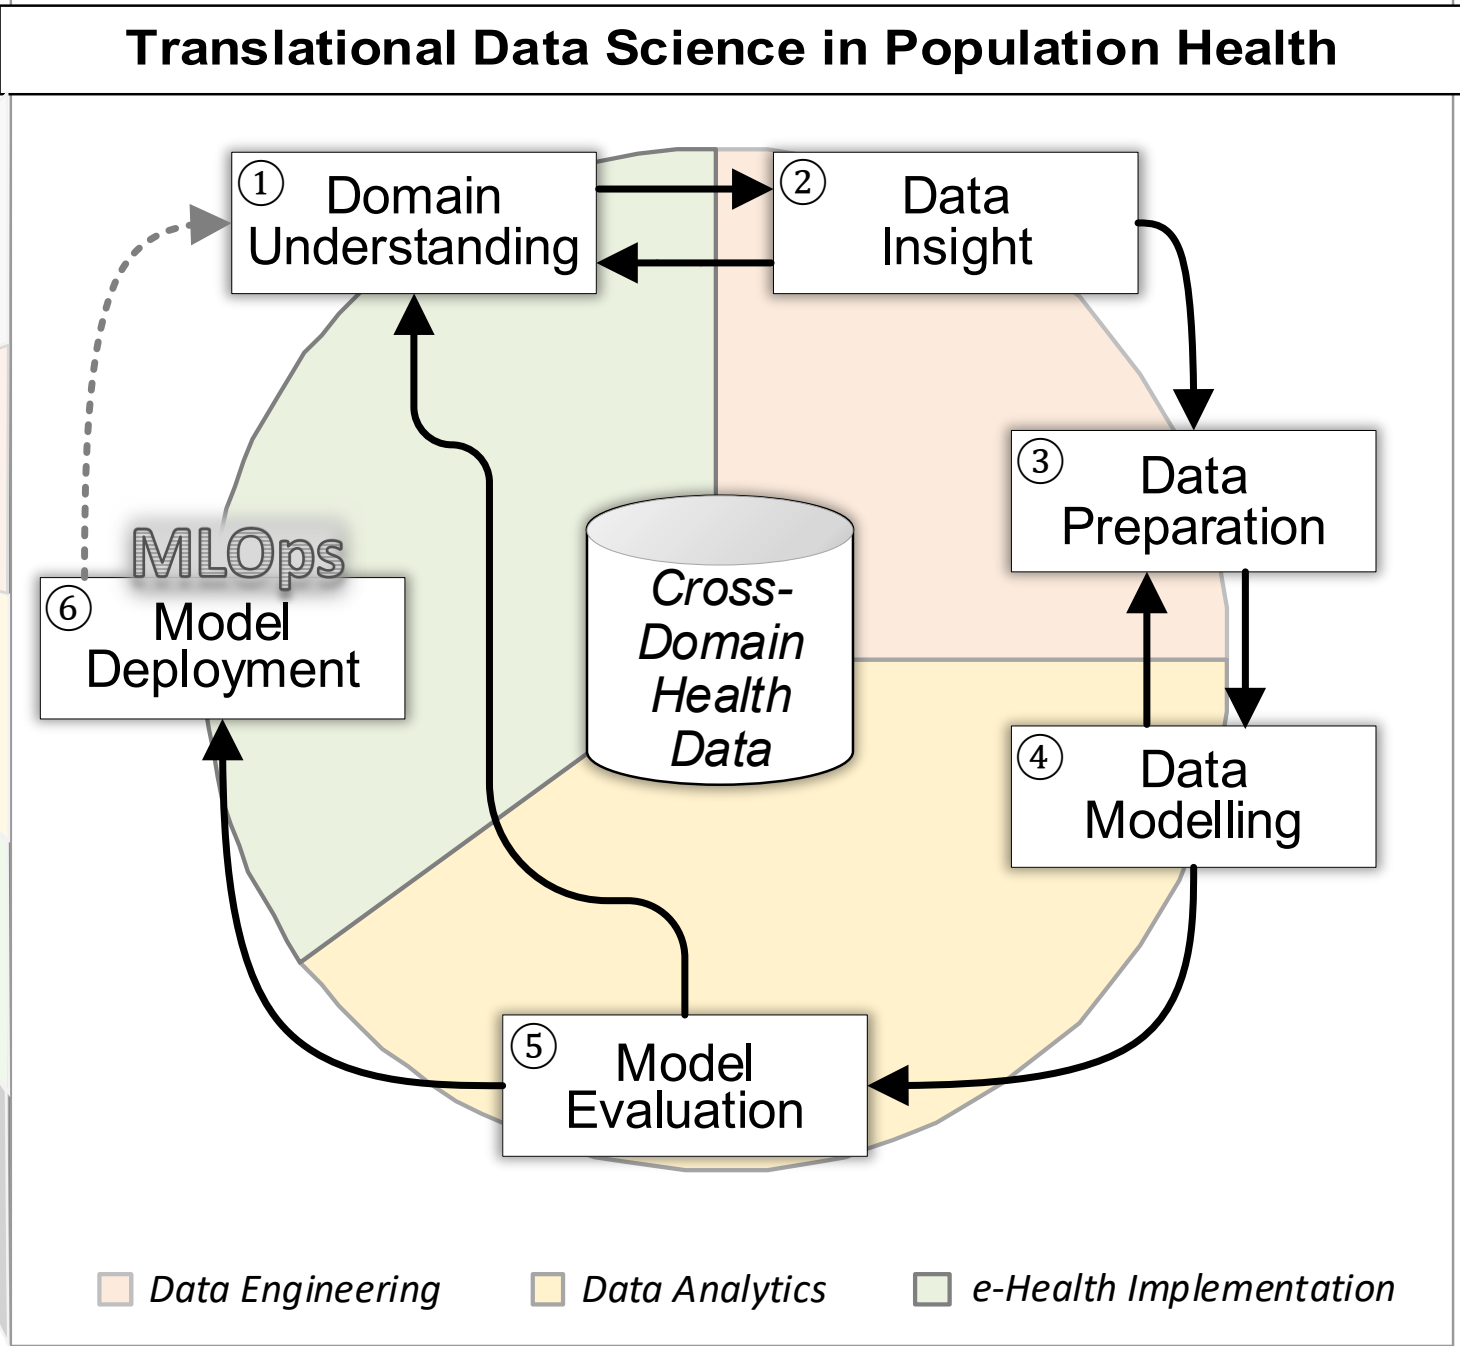 Translational Data Science in Population Health
① Domain
Understanding
② Data
Insight
③ Data
Preparation
④ Data
Modelling
⑤ Model
Evaluation
MLOps
⑥ Model
Deployment
Cross-
Domain
Health
Data
Data Engineering
Data Analytics
e-Health Implementation